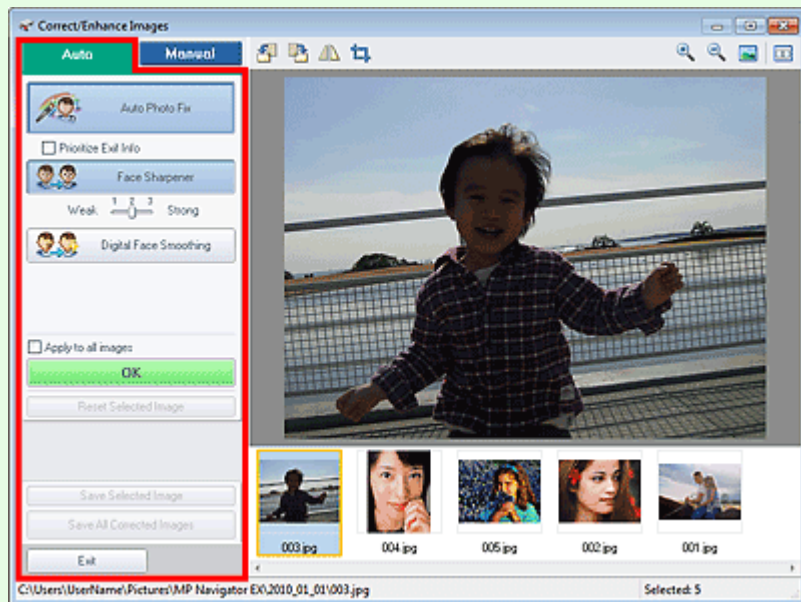 Correct/Enhance Images
Auto
Manual
Auto Photo Fix
Prioritize Exif Info
Face Sharpener
1 2 3
Weak Strong
Digital Face Smoothing
Apply to all images
OK
Reset Selected Image
Save Selected Image
Save All Corrected Images
Exit
003.jpg
004.jpg
005.jpg
002.jpg
001.jpg
C:\Users\UserName\Pictures\MP Navigator EX\2010_01_01\003.jpg
Selected: 5